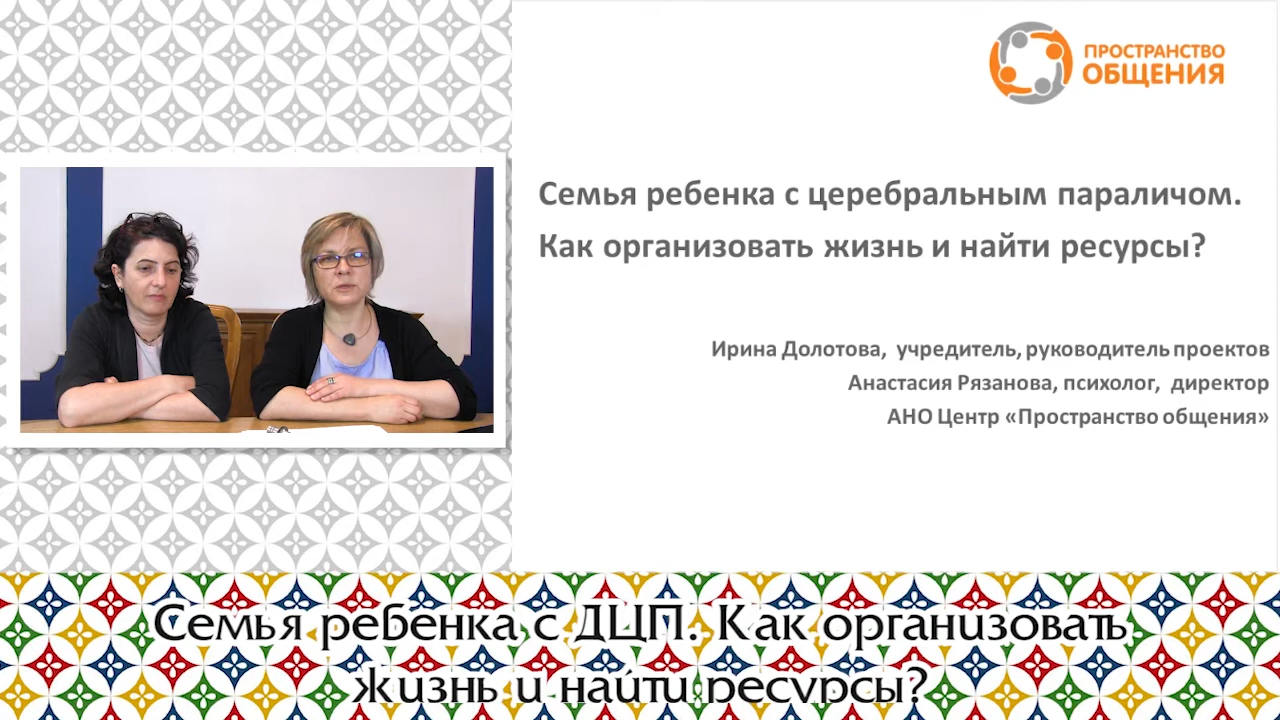 ПРОСТРАНСТВО
ОБЩЕНИЯ
Семья ребенка с церебральным параличом.
Как организовать жизнь и найти ресурсы?
Ирина Долотова, учредитель, руководитель проектов
Анастасия Рязанова, психолог, директор
АНО Центр «Пространство общения»
Семья ребенка с ДЦП. Как организовать
жизнь и найти ресурсы?